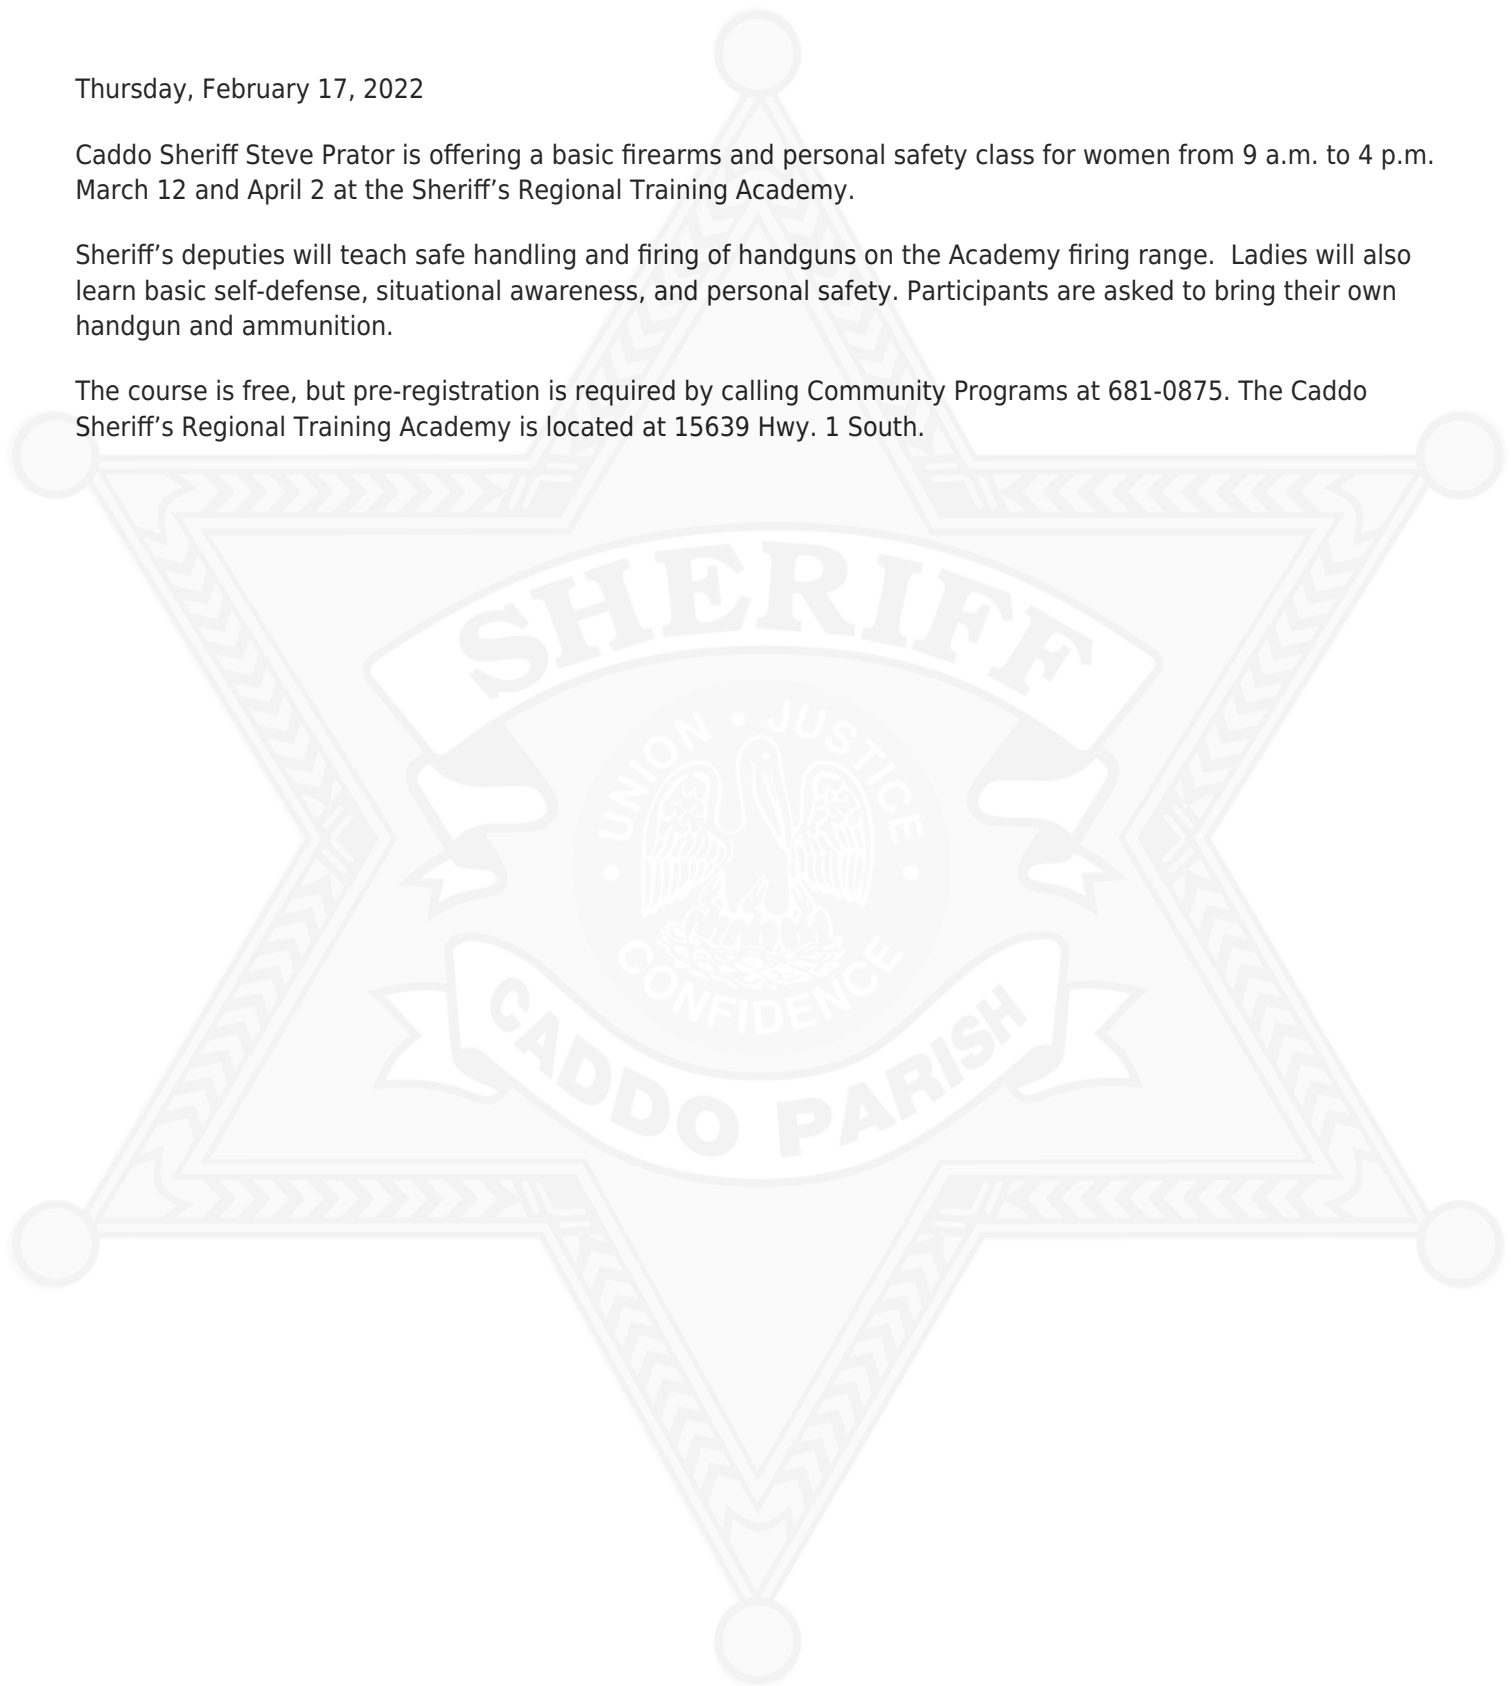 Thursday, February 17, 2022
Caddo Sheriff Steve Prator is offering a basic firearms and personal safety class for women from 9 a.m. to 4 p.m.
March 12 and April 2 at the Sheriff’s Regional Training Academy.
Sheriff’s deputies will teach safe handling and firing of handguns on the Academy firing range.  Ladies will also
learn basic self-defense, situational awareness, and personal safety. Participants are asked to bring their own
handgun and ammunition.
The course is free, but pre-registration is required by calling Community Programs at 681-0875. The Caddo
Sheriff’s Regional Training Academy is located at 15639 Hwy. 1 South.
SHERIFF
UNION • JUSTICE
• CONFIDENCE •
CADDO PARISH